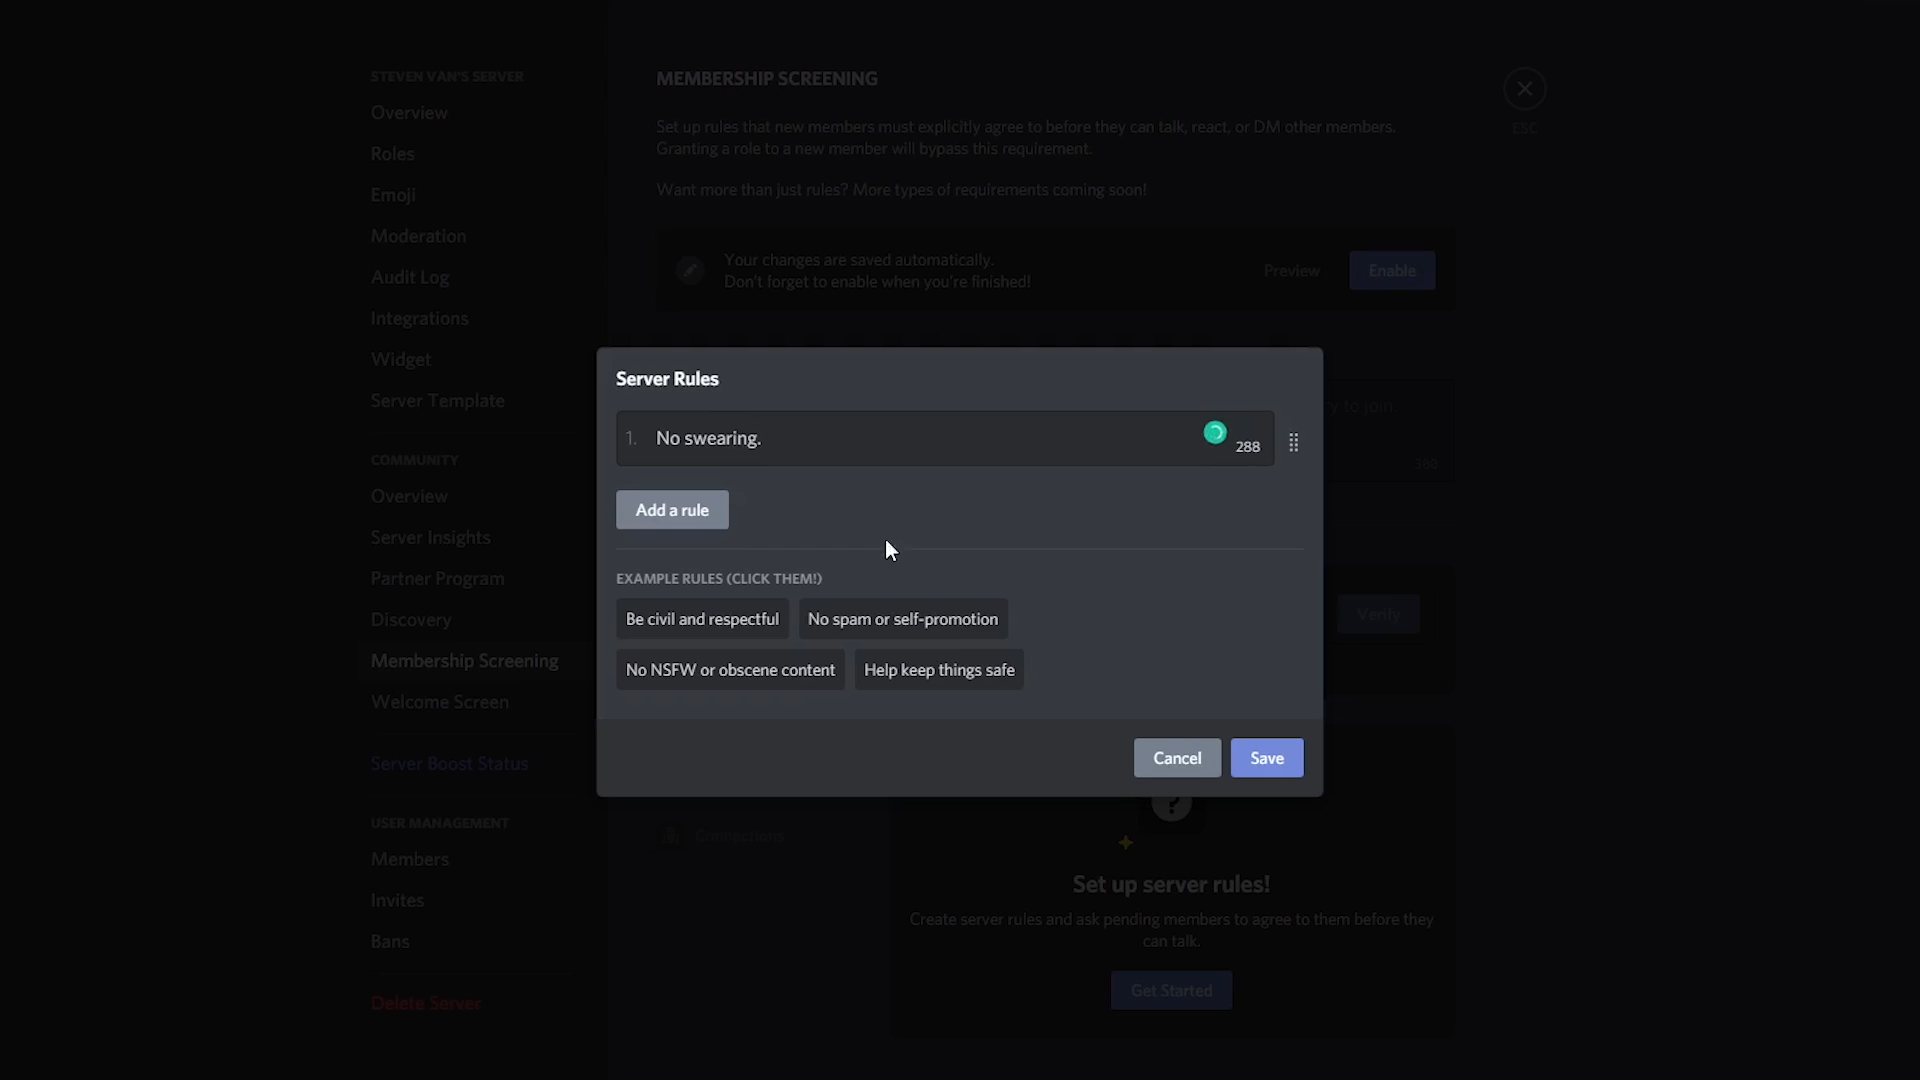 STEVEN VAN'S SERVER
Overview
Roles
Emoji
Moderation
Audit Log
Integrations
Widget
Server Template
COMMUNITY
Overview
Server Insights
Partner Program
Discovery
Membership Screening
Welcome Screen
Server Boost Status
USER MANAGEMENT
Members
Invites
Bans
Delete Server
MEMBERSHIP SCREENING
Set up rules that new members must explicitly agree to before they can talk, react, or DM other members.
Granting a role to a new member will bypass this requirement.
Want more than just rules? More types of requirements coming soon!
Your changes are saved automatically.
Don't forget to enable when you're finished!
Preview
Enable
ESC
y to join.
300
Verify
Server Rules
1. No swearing.
288
Add a rule
EXAMPLE RULES (CLICK THEM!)
Be civil and respectful
No spam or self-promotion
No NSFW or obscene content
Help keep things safe
Cancel
Save
Connections
?
Set up server rules!
Create server rules and ask pending members to agree to them before they
can talk.
Get Started